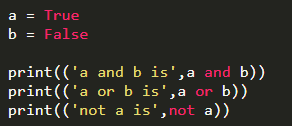 a = True
b = False
print(('a and b is',a and b))
print(('a or b is',a or b))
print(('not a is',not a))